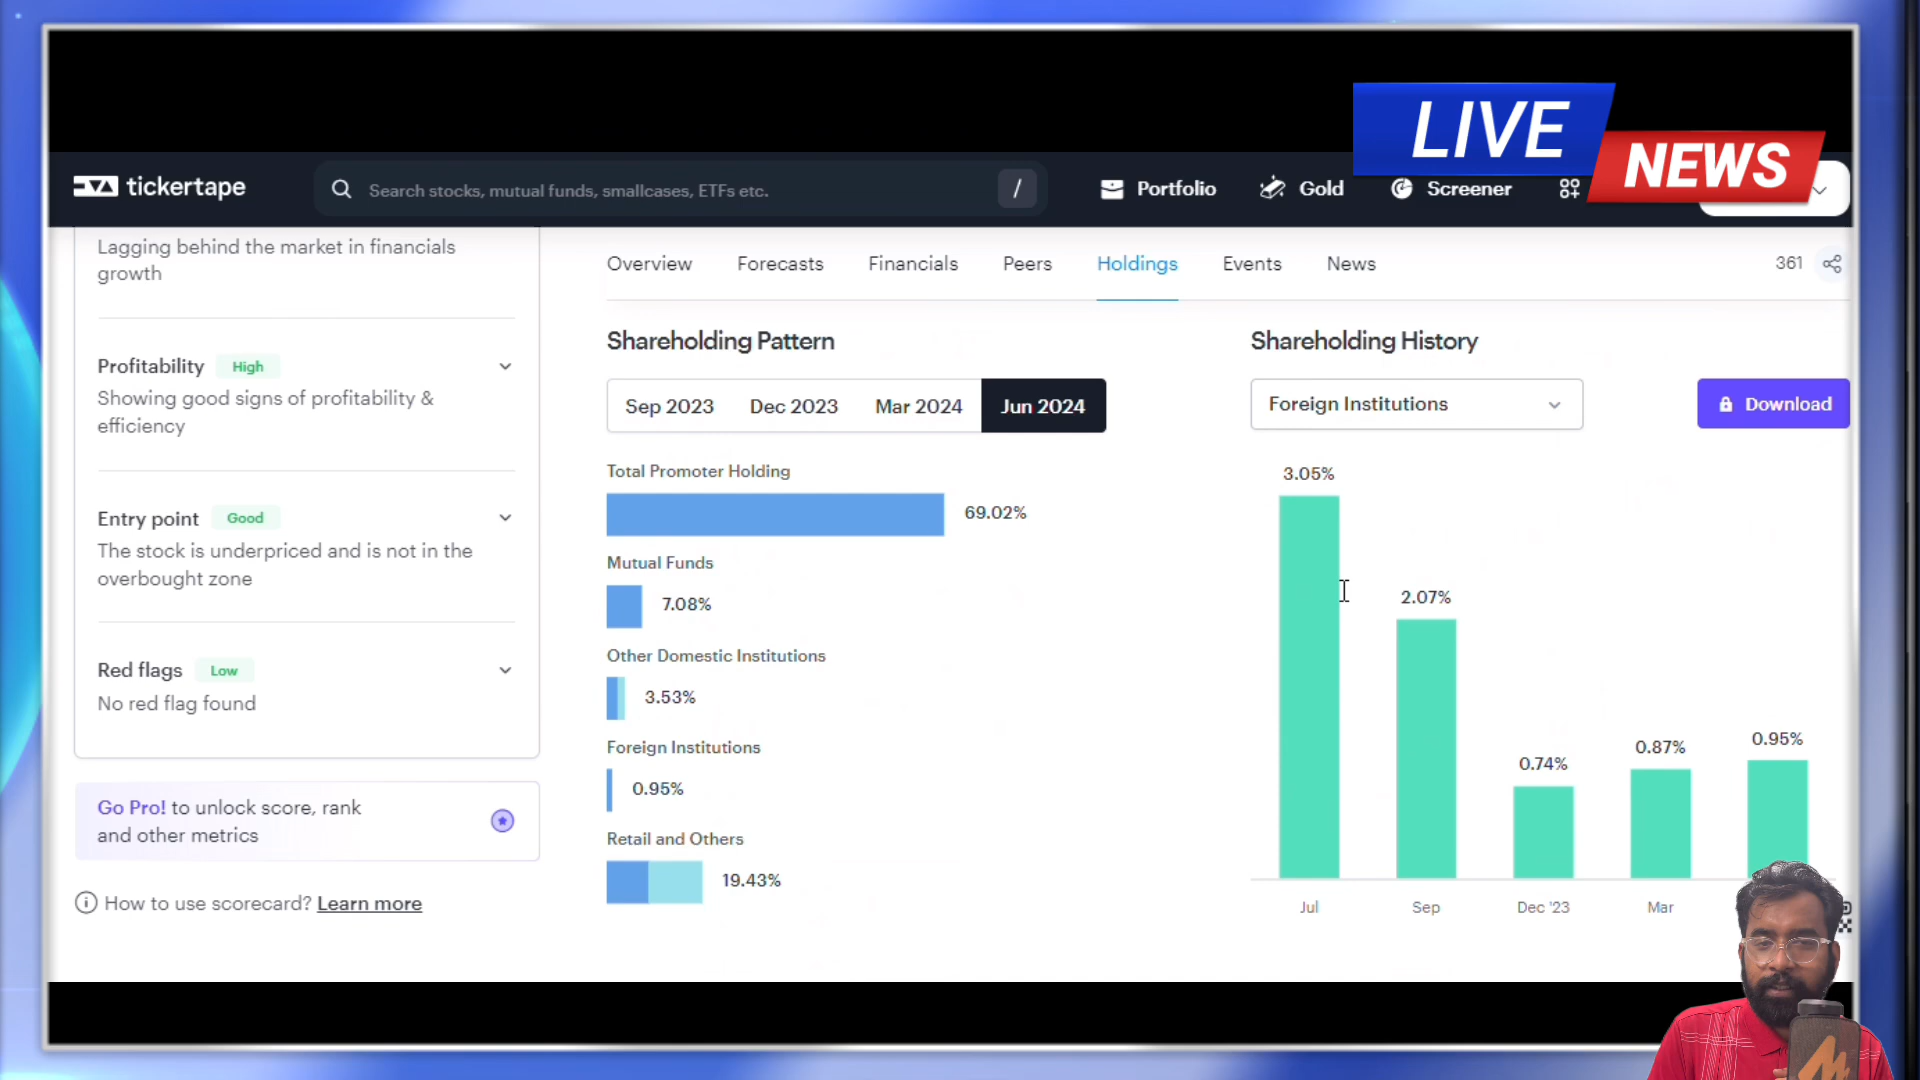 LIVE
NEWS
tickertape
Search stocks, mutual funds, smallcases, ETFs etc.
/
Portfolio
Gold
Screener
Lagging behind the market in financials
growth
Profitability High
Showing good signs of profitability &
efficiency
Entry point Good
The stock is underpriced and is not in the
overbought zone
Red flags Low
No red flag found
Go Pro! to unlock score, rank
and other metrics
How to use scorecard? Learn more
Overview Forecasts Financials Peers Holdings Events News
361
Shareholding Pattern
Sep 2023 Dec 2023 Mar 2024 Jun 2024
Total Promoter Holding
69.02%
Mutual Funds
7.08%
Other Domestic Institutions
3.53%
Foreign Institutions
0.95%
Retail and Others
19.43%
Shareholding History
Foreign Institutions
Download
3.05%
2.07%
0.74%
0.87%
0.95%
Jul Sep Dec '23 Mar